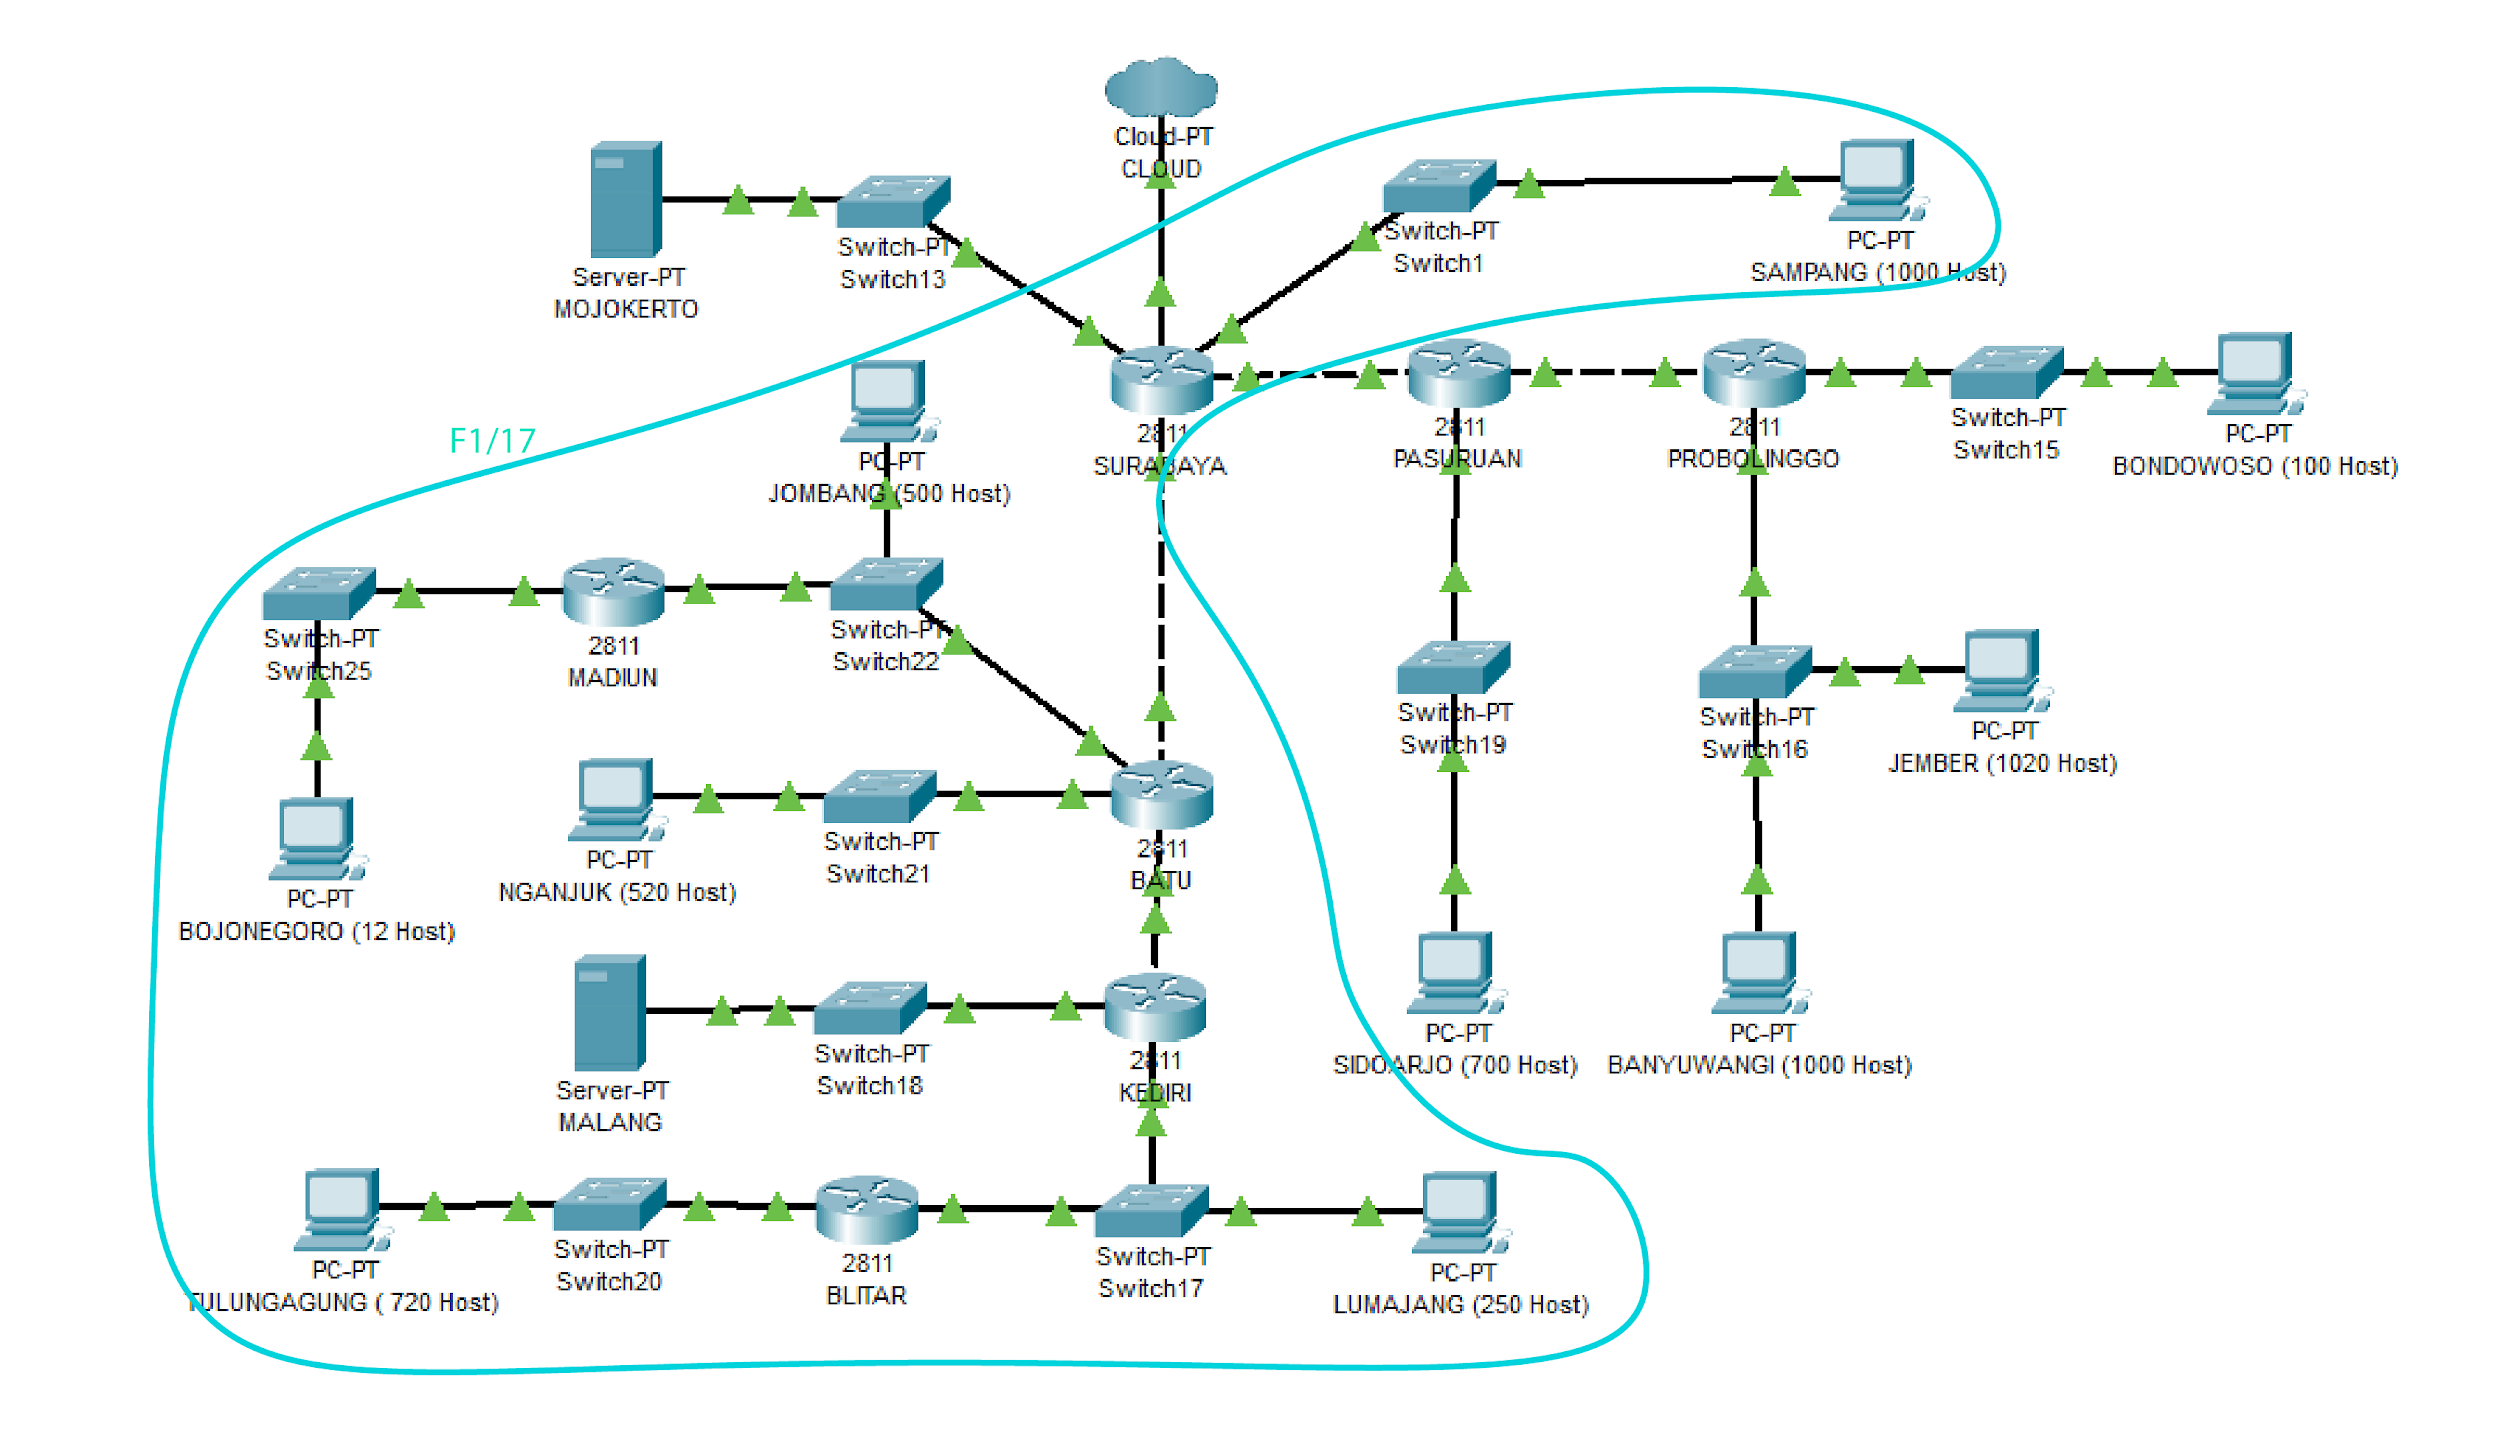 Cloud-PT
CLOUD
Server-PT
MOJOKERTO
Switch-PT
Switch13
Switch-PT
Switch1
PC-PT
SAMPANG (1000 Host)
F1/17
PC-PT
JOMBANG (500 Host)
2811
SURABAYA
2811
PASURUAN
2811
PROBOLINGGO
Switch-PT
Switch15
PC-PT
BONDOWOSO (100 Host)
Switch-PT
Switch25
2811
MADIUN
Switch-PT
Switch22
Switch-PT
Switch19
Switch-PT
Switch16
PC-PT
JEMBER (1020 Host)
PC-PT
BOJONEGORO (12 Host)
PC-PT
NGANJUK (520 Host)
Switch-PT
Switch21
2811
BATU
Server-PT
MALANG
Switch-PT
Switch18
2811
KEDIRI
PC-PT
SIDOARJO (700 Host)
PC-PT
BANYUWANGI (1000 Host)
PC-PT
TULUNGAGUNG ( 720 Host)
Switch-PT
Switch20
2811
BLITAR
Switch-PT
Switch17
PC-PT
LUMAJANG (250 Host)